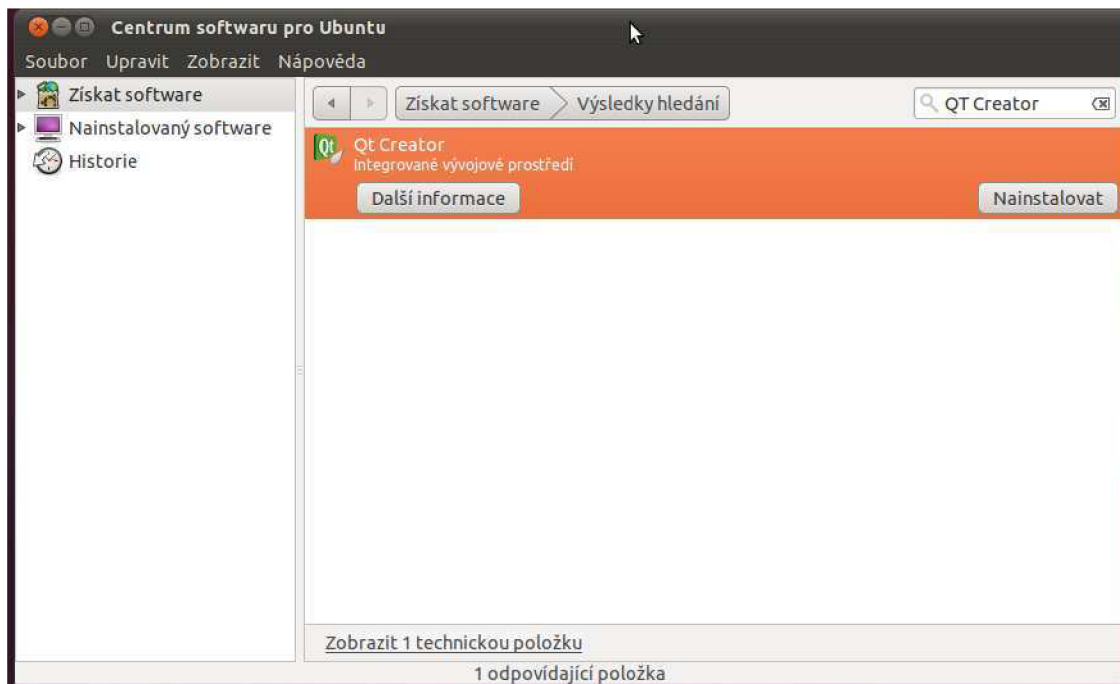 Centrum softwaru pro Ubuntu
Soubor Upravit Zobrazit Nápověda
Získat software
Nainstalovaný software
Historie
Získat software Výsledky hledání QT Creator
Qt Qt Creator
Integrované vývojové prostředí
Další informace Nainstalovat
Zobrazit 1 technickou položku
1 odpovídající položka